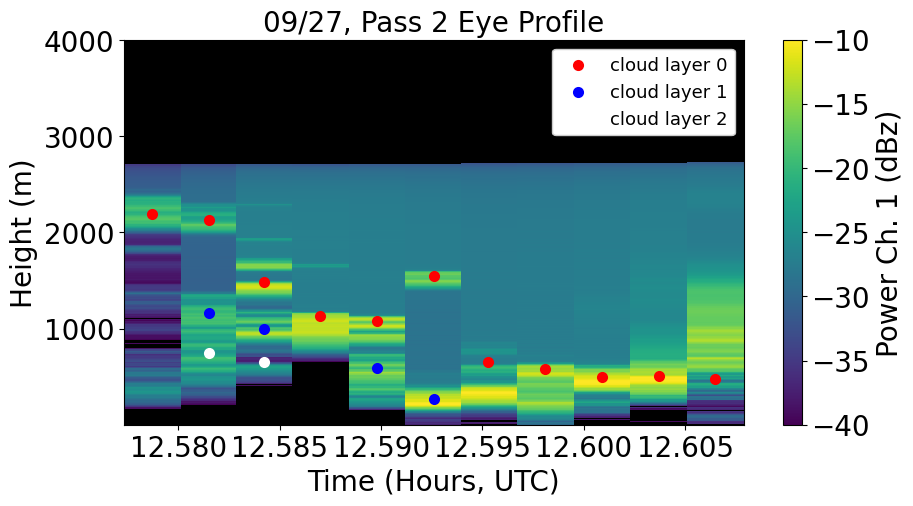 09/27, Pass 2 Eye Profile
cloud layer 0
cloud layer 1
cloud layer 2
4000
3000
2000
1000
Height (m)
12.580
12.585
12.590
12.595
12.600
12.605
Time (Hours, UTC)
−10
−15
−20
−25
−30
−35
−40
Power Ch. 1 (dBz)